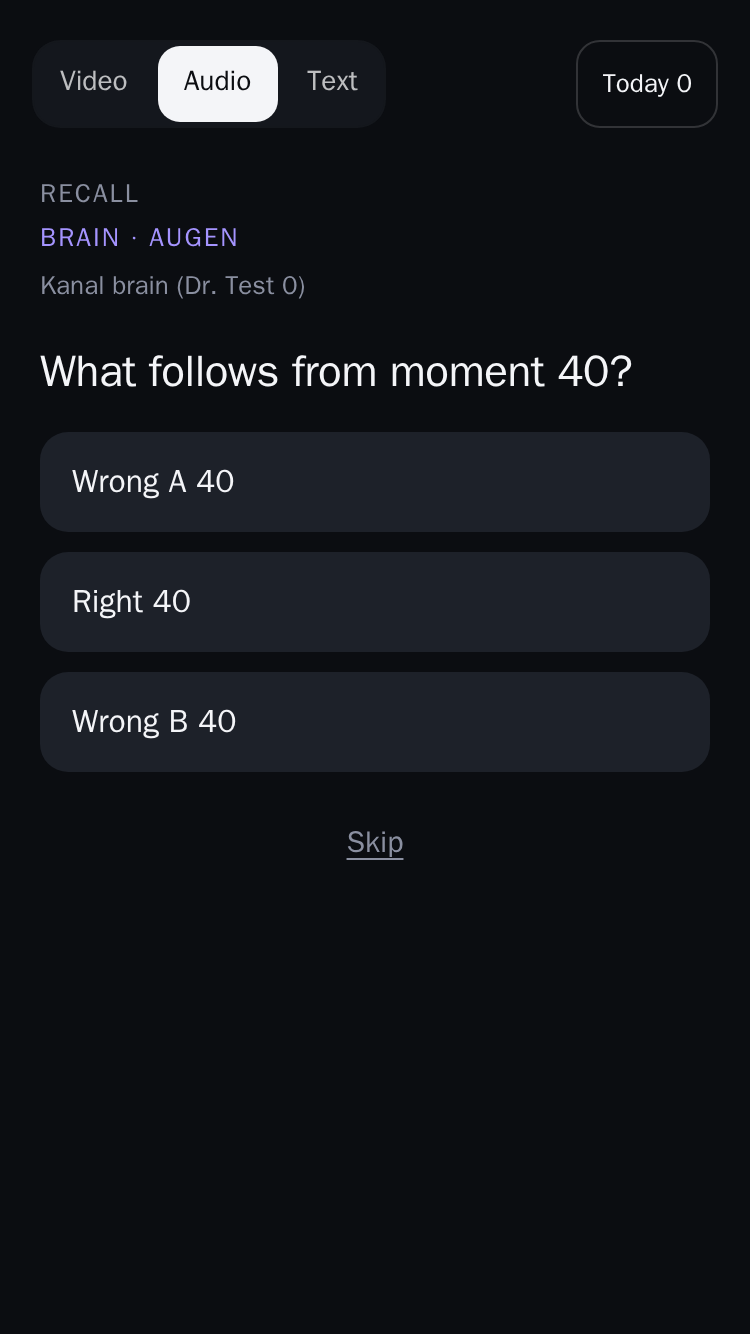 Video
Audio
Text
Today 0
RECALL
BRAIN · AUGEN
Kanal brain (Dr. Test 0)
What follows from moment 40?
Wrong A 40
Right 40
Wrong B 40
Skip